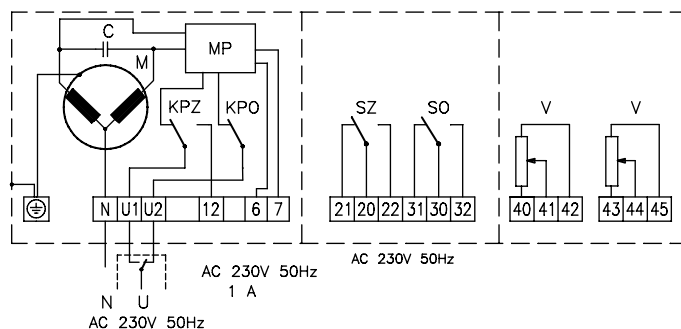 C
MP
M
KPZ KPO
SZ SO
V V
N U1 U2 12 6 7
21 20 22 31 30 32
40 41 42 43 44 45
AC 230V 50Hz
AC 230V 50Hz
1 A
N U
AC 230V 50Hz